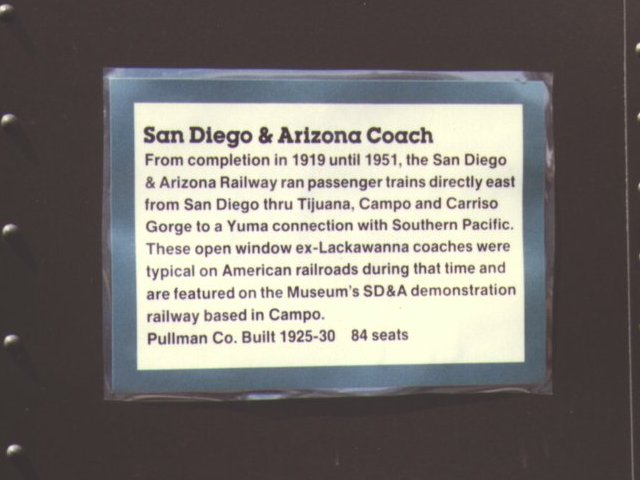 San Diego & Arizona Coach
From completion in 1919 until 1951, the San Diego
& Arizona Railway ran passenger trains directly east
from San Diego thru Tijuana, Campo and Carriso
Gorge to a Yuma connection with Southern Pacific.
These open window ex-Lackawanna coaches were
typical on American railroads during that time and
are featured on the Museum's SD&A demonstration
railway based in Campo.
Pullman Co. Built 1925-30 84 seats